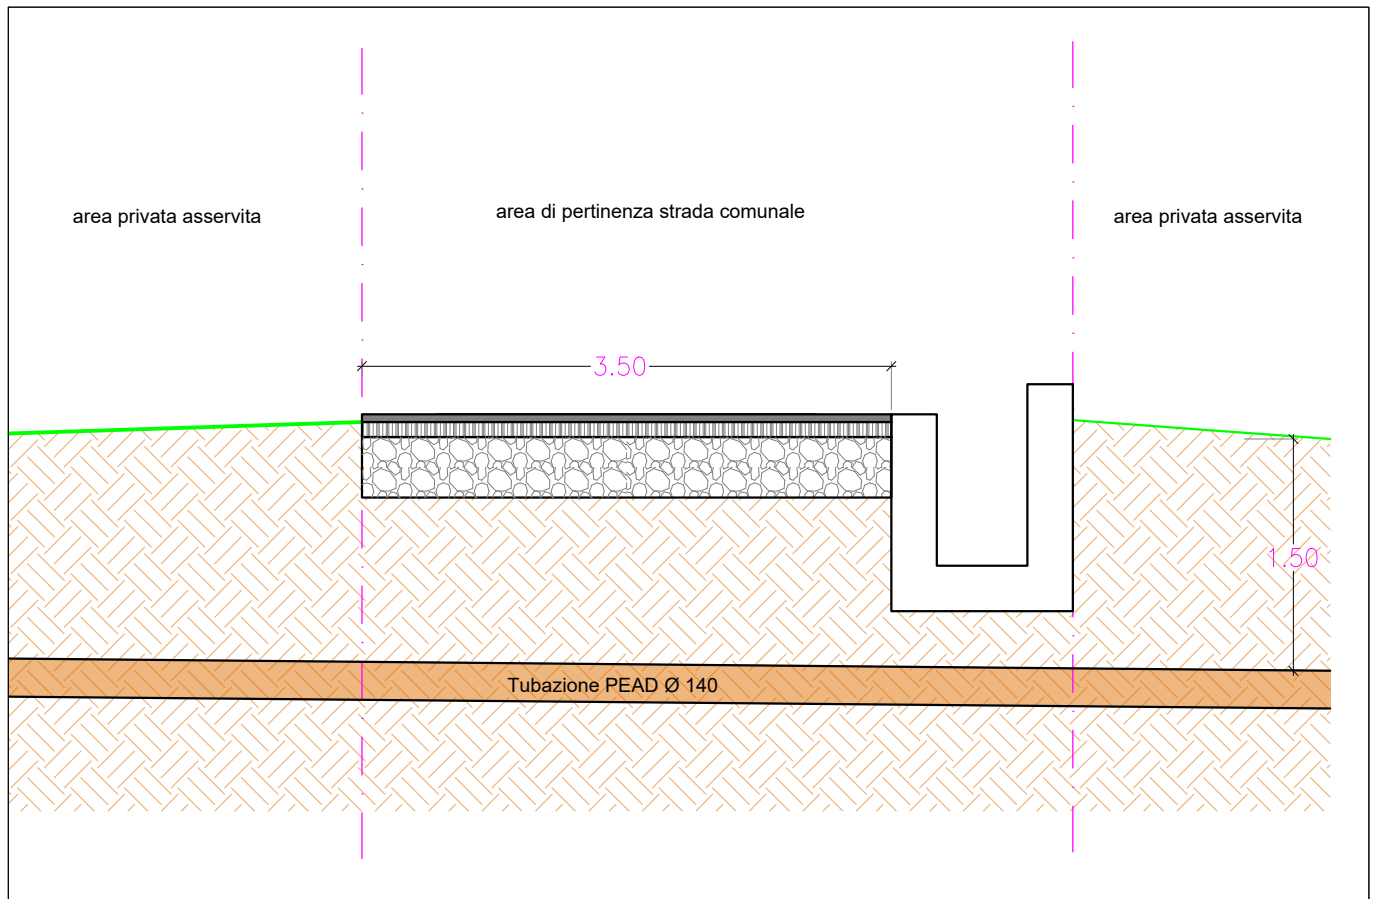 area privata asservita
area di pertinenza strada comunale
area privata asservita
3.50
1.50
Tubazione PEAD Ø 140